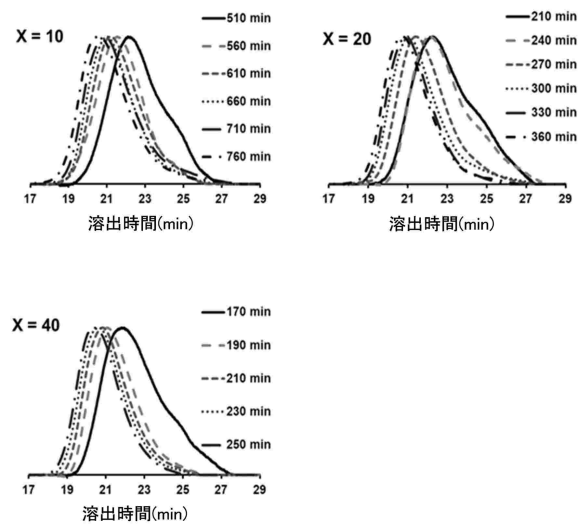 X = 10
510 min
560 min
610 min
660 min
710 min
760 min
17 19 21 23 25 27 29
溶出時間(min)
X = 20
210 min
240 min
270 min
300 min
330 min
360 min
17 19 21 23 25 27 29
溶出時間(min)
X = 40
170 min
190 min
210 min
230 min
250 min
17 19 21 23 25 27 29
溶出時間(min)